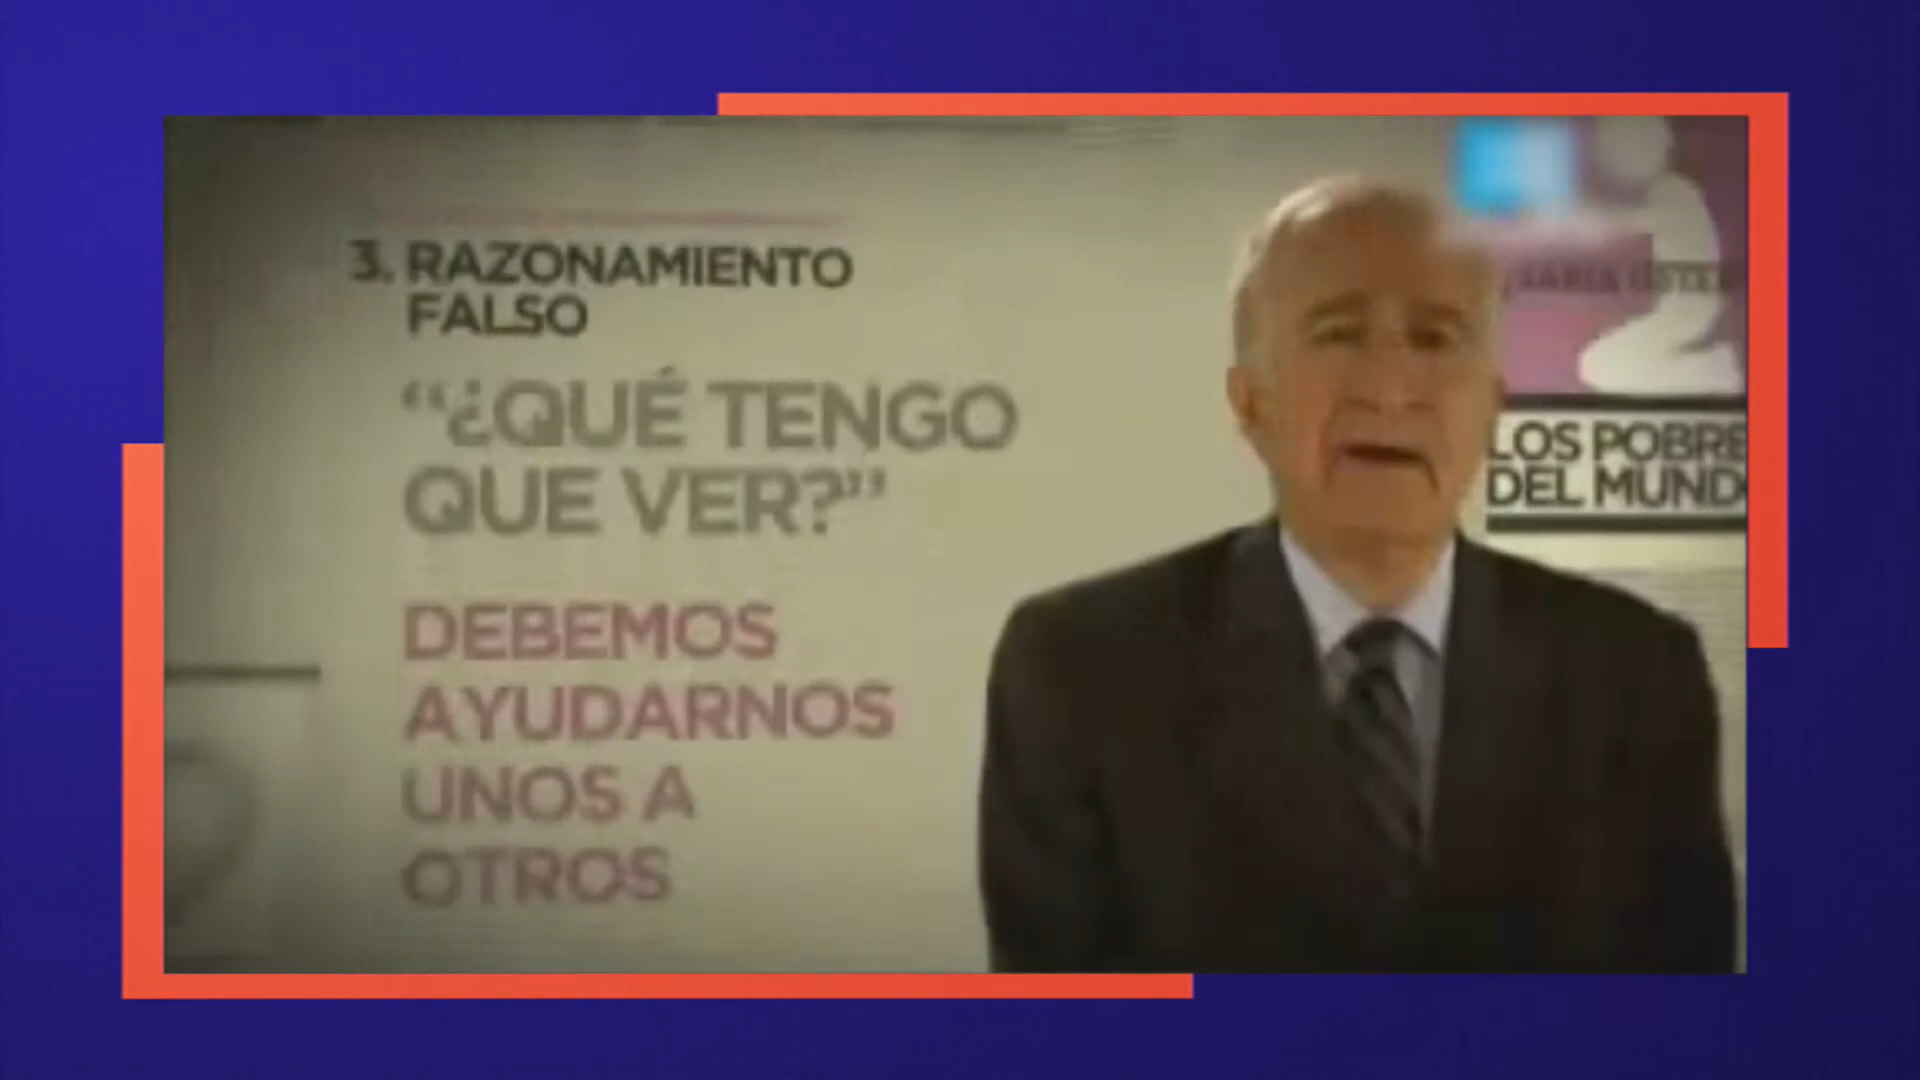 3. RAZONAMIENTO
FALSO
“¿QUÉ TENGO
QUE VER?”
DEBEMOS
AYUDARNOS
UNOS A
OTROS
LOS POBRE
DEL MUND